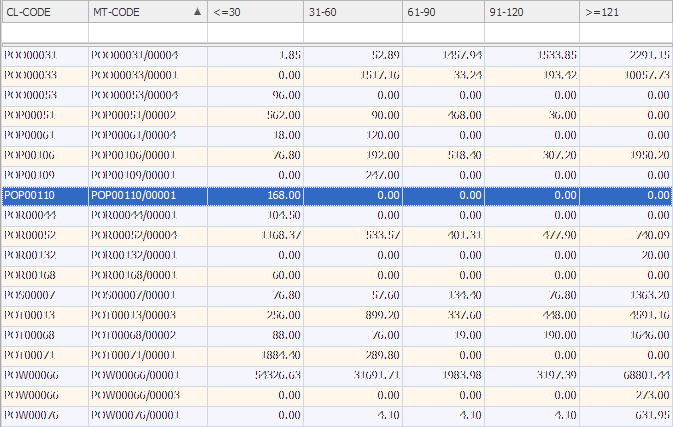 CL-CODE MT-CODE <=30 31-60 61-90 91-120 >=121
POO00031 POO00031/00004 1.85 52.89 1457.94 1533.85 2291.15
POO00033 POO00033/00001 0.00 1517.16 33.24 193.42 10057.73
POO00053 POO00053/00004 96.00 0.00 0.00 0.00 0.00
POP00051 POP00051/00002 562.00 90.00 468.00 36.00 0.00
POP00061 POP00061/00004 18.00 120.00 0.00 0.00 0.00
POP00106 POP00106/00001 76.80 192.00 518.40 307.20 1950.20
POP00109 POP00109/00001 0.00 247.00 0.00 0.00 0.00
POP00110 POP00110/00001 168.00 0.00 0.00 0.00 0.00
POR00044 POR00044/00001 104.50 0.00 0.00 0.00 0.00
POR00052 POR00052/00004 1168.37 533.57 401.31 477.90 740.09
POR00132 POR00132/00001 0.00 0.00 0.00 0.00 20.00
POR00168 POR00168/00001 60.00 0.00 0.00 0.00 0.00
POS00007 POS00007/00001 76.80 57.60 134.40 76.80 1363.20
POT00013 POT00013/00003 256.00 899.20 337.60 448.00 4591.16
POT00068 POT00068/00002 88.00 76.00 19.00 190.00 1646.00
POT00071 POT00071/00001 1884.40 289.80 0.00 0.00 0.00
POW00066 POW00066/00001 54326.63 31691.71 1983.98 3197.39 68801.44
POW00066 POW00066/00003 0.00 0.00 0.00 0.00 273.00
POW00076 POW00076/00001 0.00 4.10 4.10 4.10 631.95